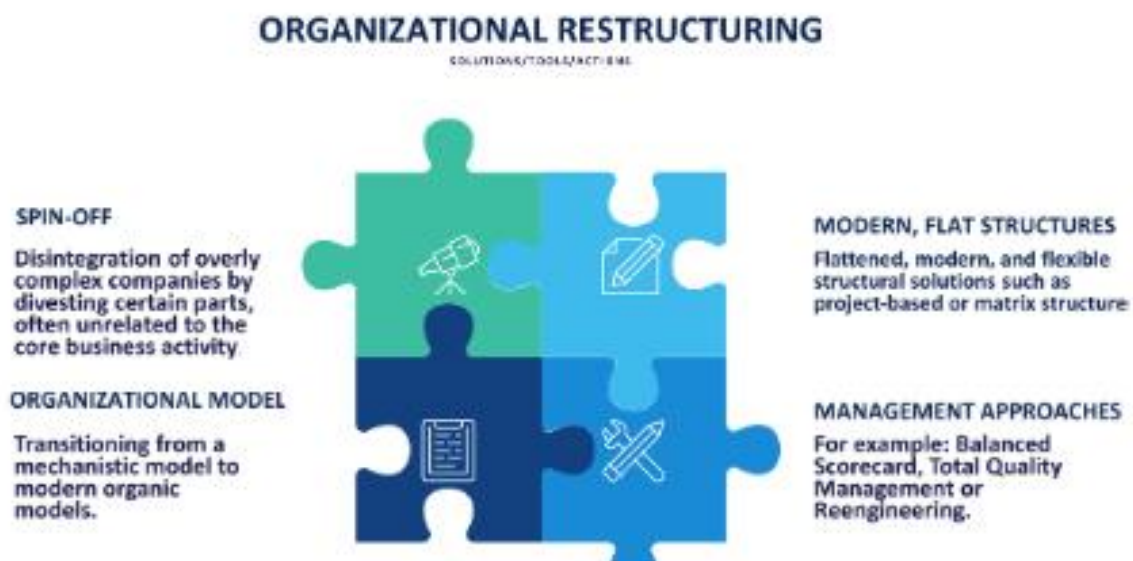 ORGANIZATIONAL RESTRUCTURING
SOLUTIONS/TOOLS/ACTIONS
SPIN-OFF
Disintegration of overly
complex companies by
divesting certain parts,
often unrelated to the
core business activity
MODERN, FLAT STRUCTURES
Flattened, modern, and flexible
structural solutions such as
project-based or matrix structure
ORGANIZATIONAL MODEL
Transitioning from a
mechanistic model to
modern organic
models.
MANAGEMENT APPROACHES
For example: Balanced
Scorecard, Total Quality
Management or
Reengineering.